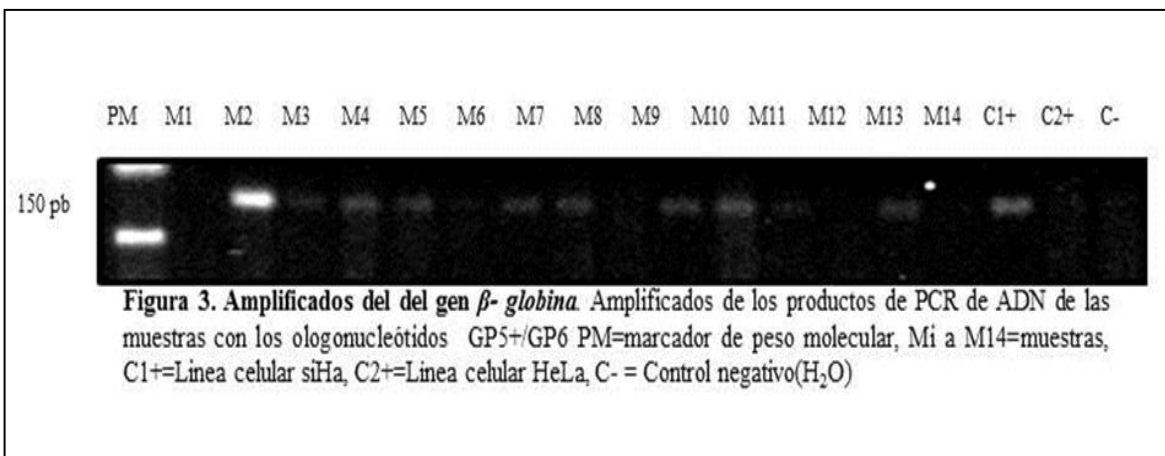 PM M1 M2 M3 M4 M5 M6 M7 M8 M9 M10 M11 M12 M13 M14 C1+ C2+ C-
150 pb
Figura 3. Amplificados del del gen β- globina. Amplificados de los productos de PCR de ADN de las
muestras con los ologonucleótidos GP5+/GP6 PM=marcador de peso molecular, Mi a M14=muestras,
C1+=Linea celular siHa, C2+=Linea celular HeLa, C- = Control negativo(H₂O)